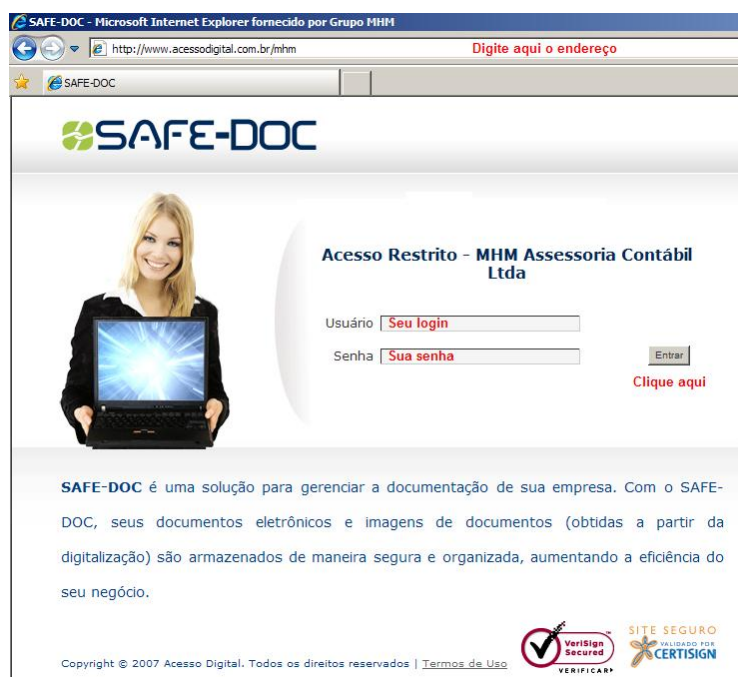 SAFE-DOC - Microsoft Internet Explorer fornecido por Grupo MHM
http://www.acessodigital.com.br/mhm Digite aqui o endereço
SAFE-DOC
SAFE-DOC
Acesso Restrito - MHM Assessoria Contábil
Ltda
Usuário Seu login
Senha Sua senha Entrar
Clique aqui
SAFE-DOC é uma solução para gerenciar a documentação de sua empresa. Com o SAFE-
DOC, seus documentos eletrônicos e imagens de documentos (obtidas a partir da
digitalização) são armazenados de maneira segura e organizada, aumentando a eficiência do
seu negócio.
Copyright © 2007 Acesso Digital. Todos os direitos reservados | Termos de Uso
VeriSign
Secured
VERIFICAR
SITE SEGURO
VALIDADO POR
CERTISIGN